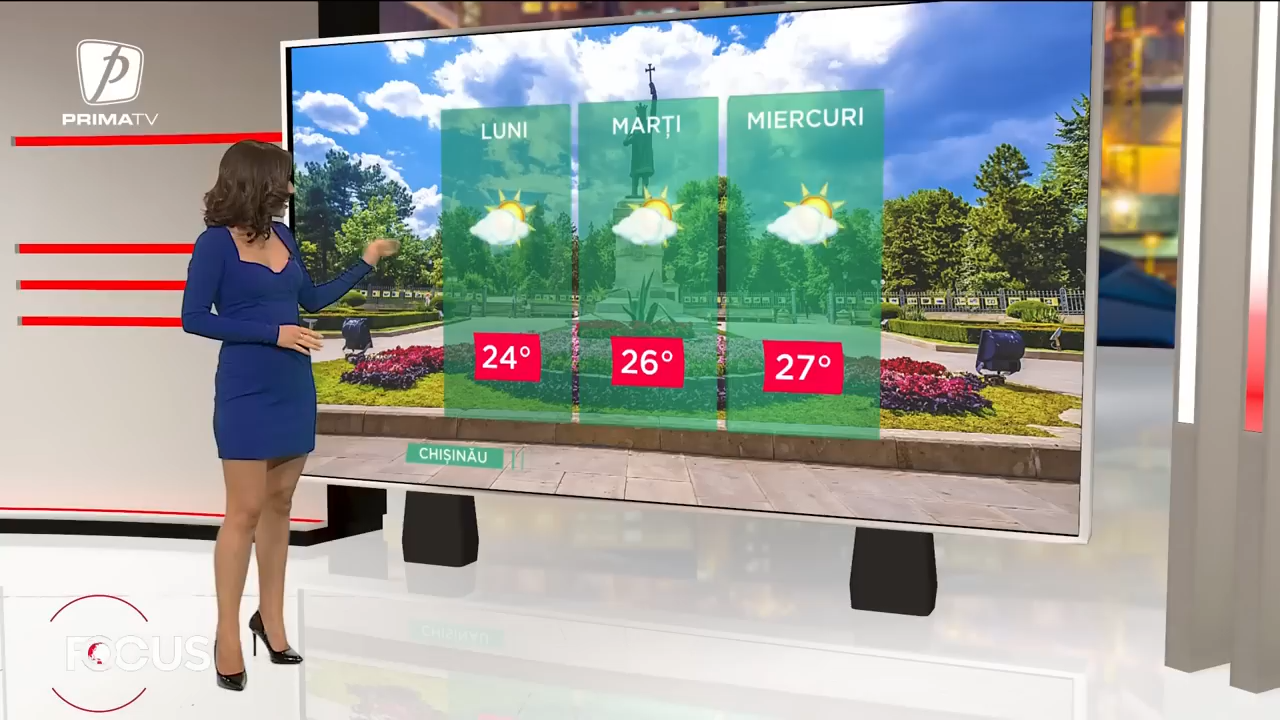 PRIMATV
LUNI
MARȚI
MIERCURI
24°
26°
27°
CHIȘINĂU
FOCUS